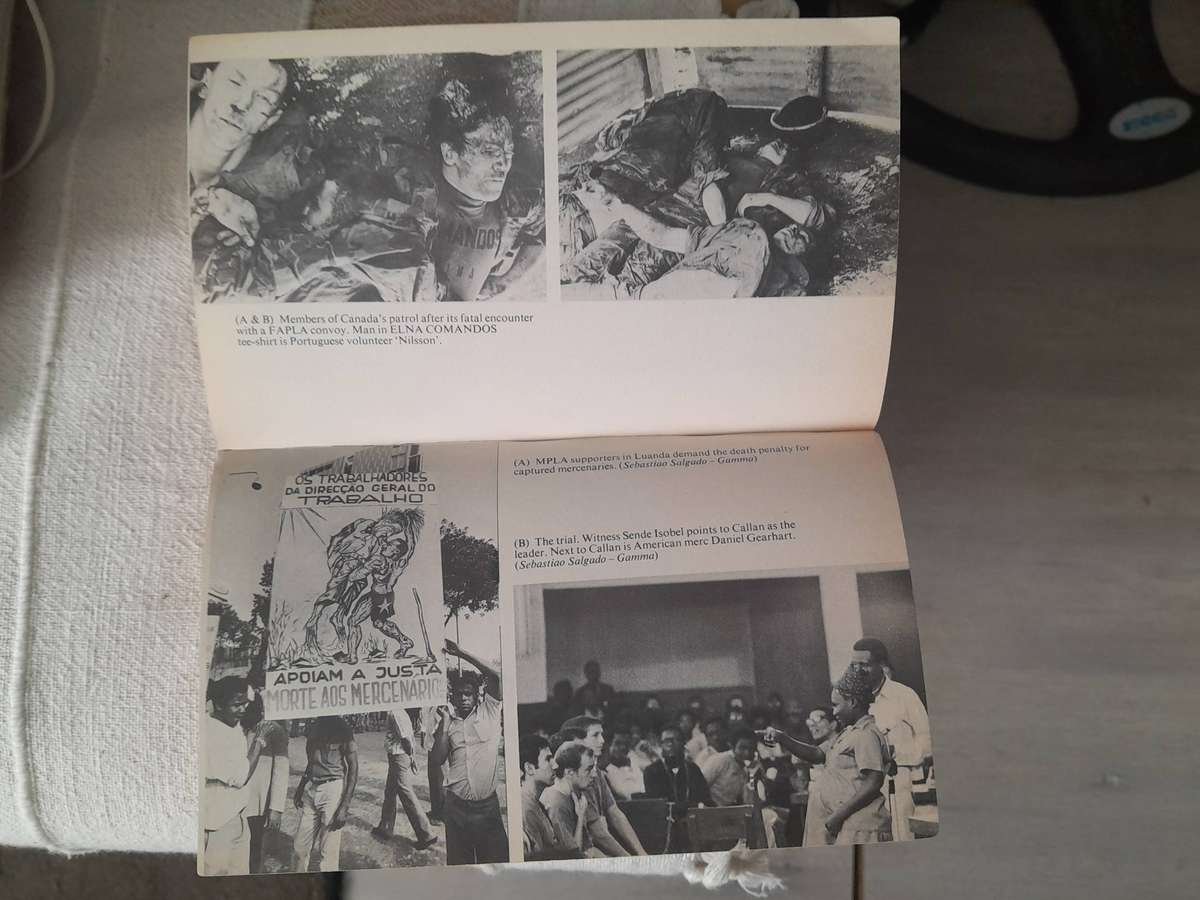 MANDOS
(A & B) Members of Canada's patrol after its fatal encounter
with a FAPLA convoy. Man in ELNA COMANDOS
tee-shirt is Portuguese volunteer 'Nilsson'.
OS TRABALHADORES
DA DIRECÇÃO GERAL DO
TRABALHO
APOIAM A JUSTA
MORTE AOS MERCENARIO
(A) MPLA supporters in Luanda demand the death penalty for
captured mercenaries. (Sebastiao Salgado – Gamma)
(B) The trial. Witness Sende Isobel points to Callan as the
leader. Next to Callan is American merc Daniel Gearhart.
(Sebastiao Salgado – Gamma)